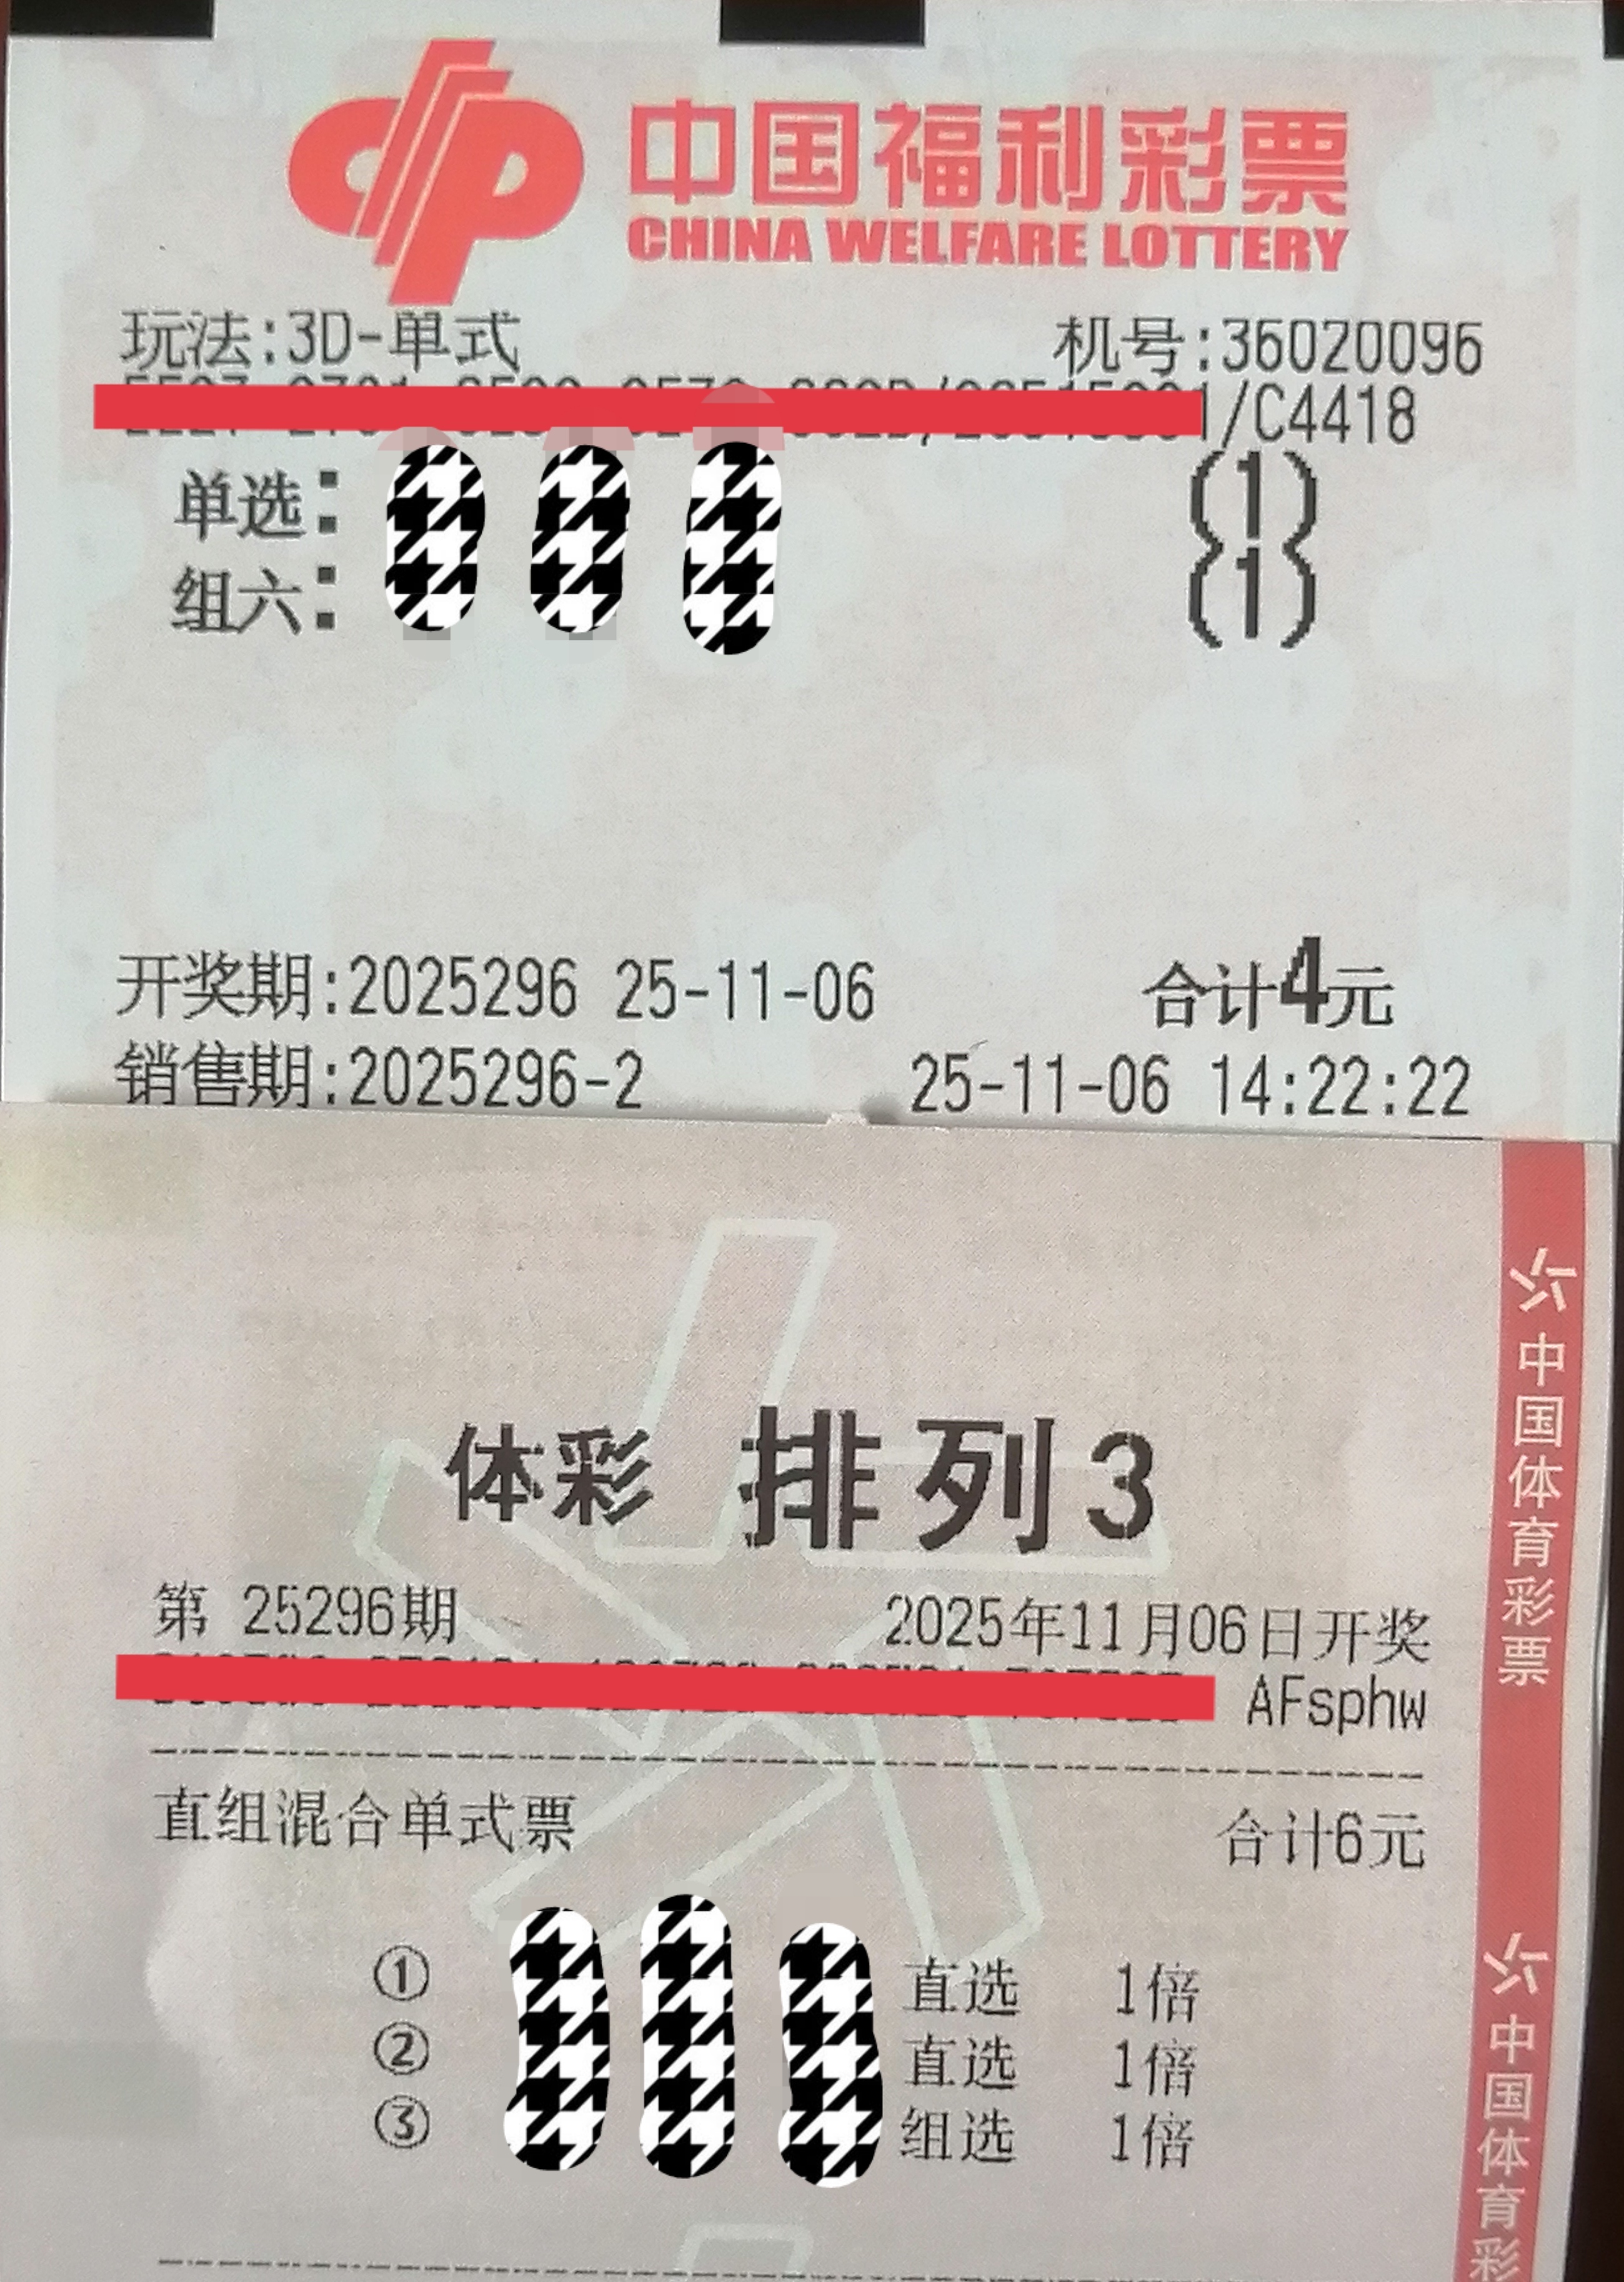 中国福利彩票
CHINA WELFARE LOTTERY
玩法:3D-单式 机号:36020096
1/C4418
单选: (1)
组六: (1)
开奖期:2025296 25-11-06 合计4元
销售期:2025296-2 25-11-06 14:22:22
体彩 排列3
第 25296期 2025年11月06日开奖
AFsphw
直组混合单式票 合计6元
① 直选 1倍
② 直选 1倍
③ 组选 1倍
中国体育彩票
中国体育彩